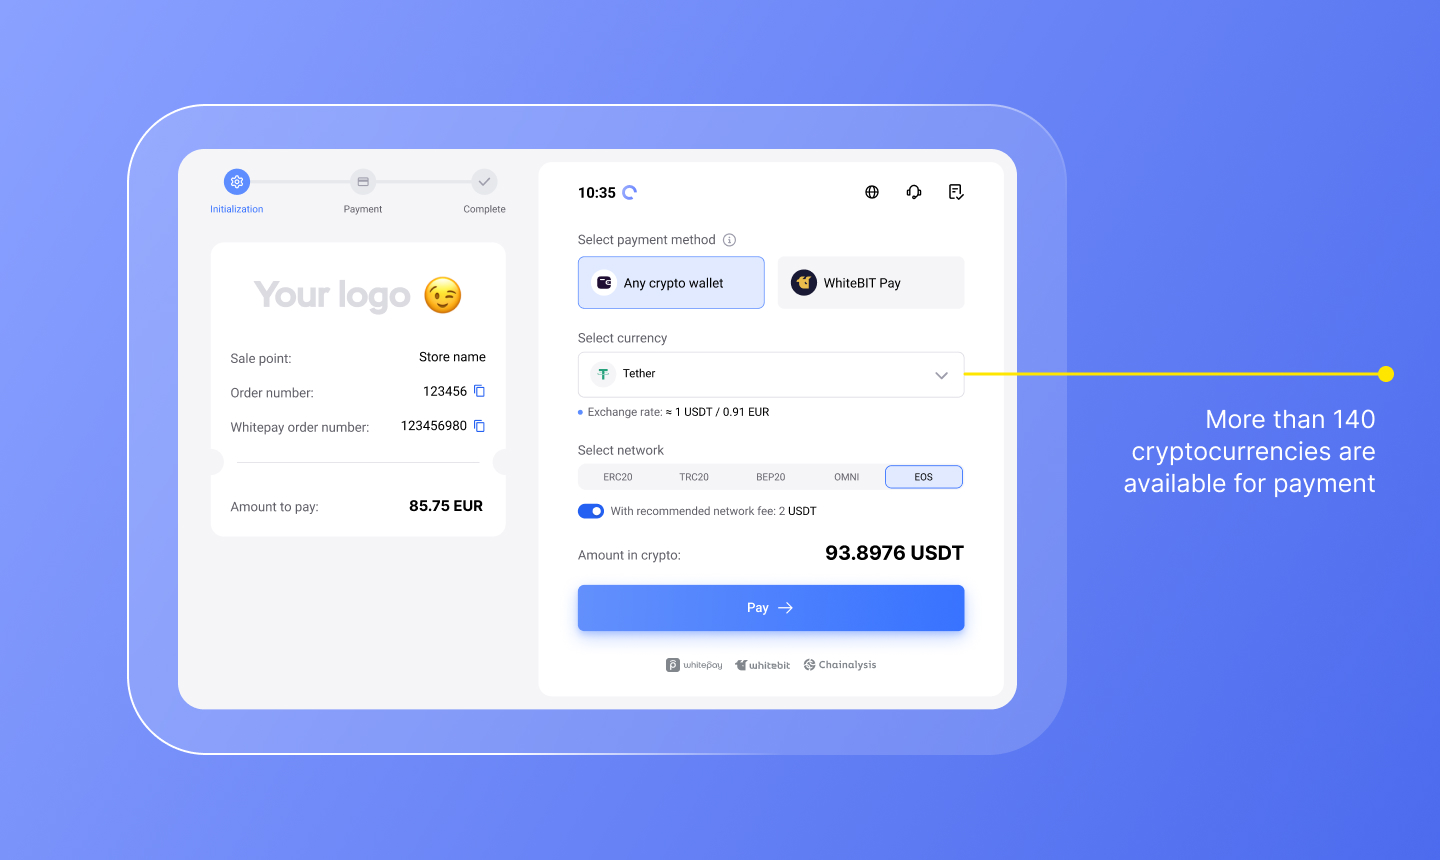 Initialization
Payment
Complete
Your logo
Sale point: Store name
Order number: 123456
Whitepay order number: 123456980
Amount to pay: 85.75 EUR
10:35
Select payment method
Any crypto wallet
WhiteBIT Pay
Select currency
Tether
Exchange rate: ≈ 1 USDT / 0.91 EUR
Select network
ERC20 TRC20 BEP20 OMNI EOS
With recommended network fee: 2 USDT
Amount in crypto: 93.8976 USDT
Pay →
whitepay whitebit Chainalysis
More than 140
cryptocurrencies are
available for payment